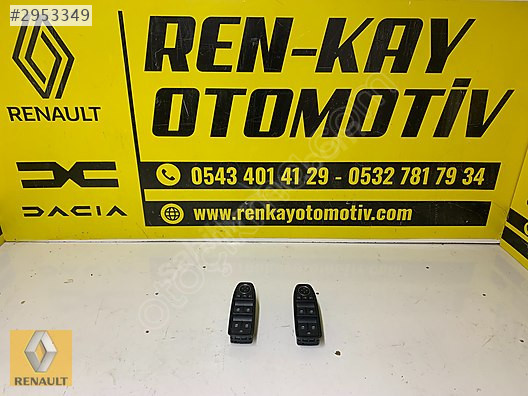 #2953349
REN-KAY
OTOMOTİV
RENAULT
DACIA
0543 401 41 29 - 0532 781 79 34
www.renkayotomotiv.com
RENAULT